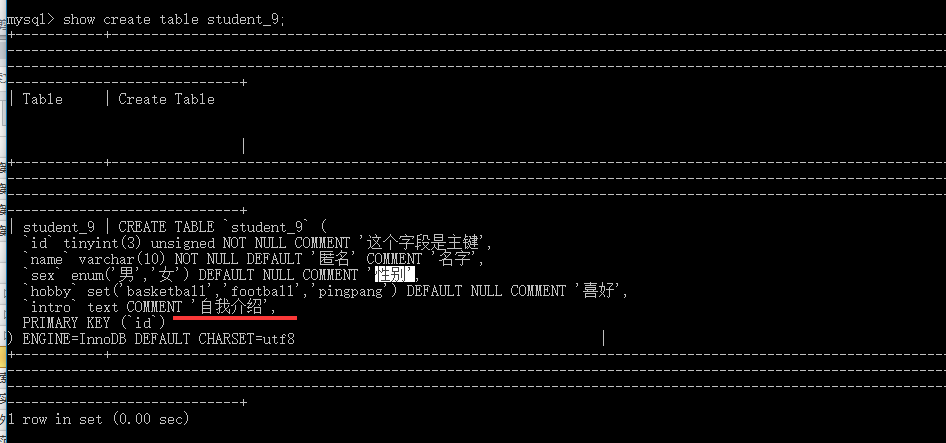 mysql> show create table student_9;
| Table | Create Table
|
| student_9 | CREATE TABLE `student_9` (
`id` tinyint(3) unsigned NOT NULL COMMENT '这个字段是主键',
`name` varchar(10) NOT NULL DEFAULT '匿名' COMMENT '名字',
`sex` enum('男','女') DEFAULT NULL COMMENT '性别',
`hobby` set('basketball','football','pingpang') DEFAULT NULL COMMENT '喜好',
`intro` text COMMENT '自我介绍',
PRIMARY KEY (`id`)
) ENGINE=InnoDB DEFAULT CHARSET=utf8 |
1 row in set (0.00 sec)